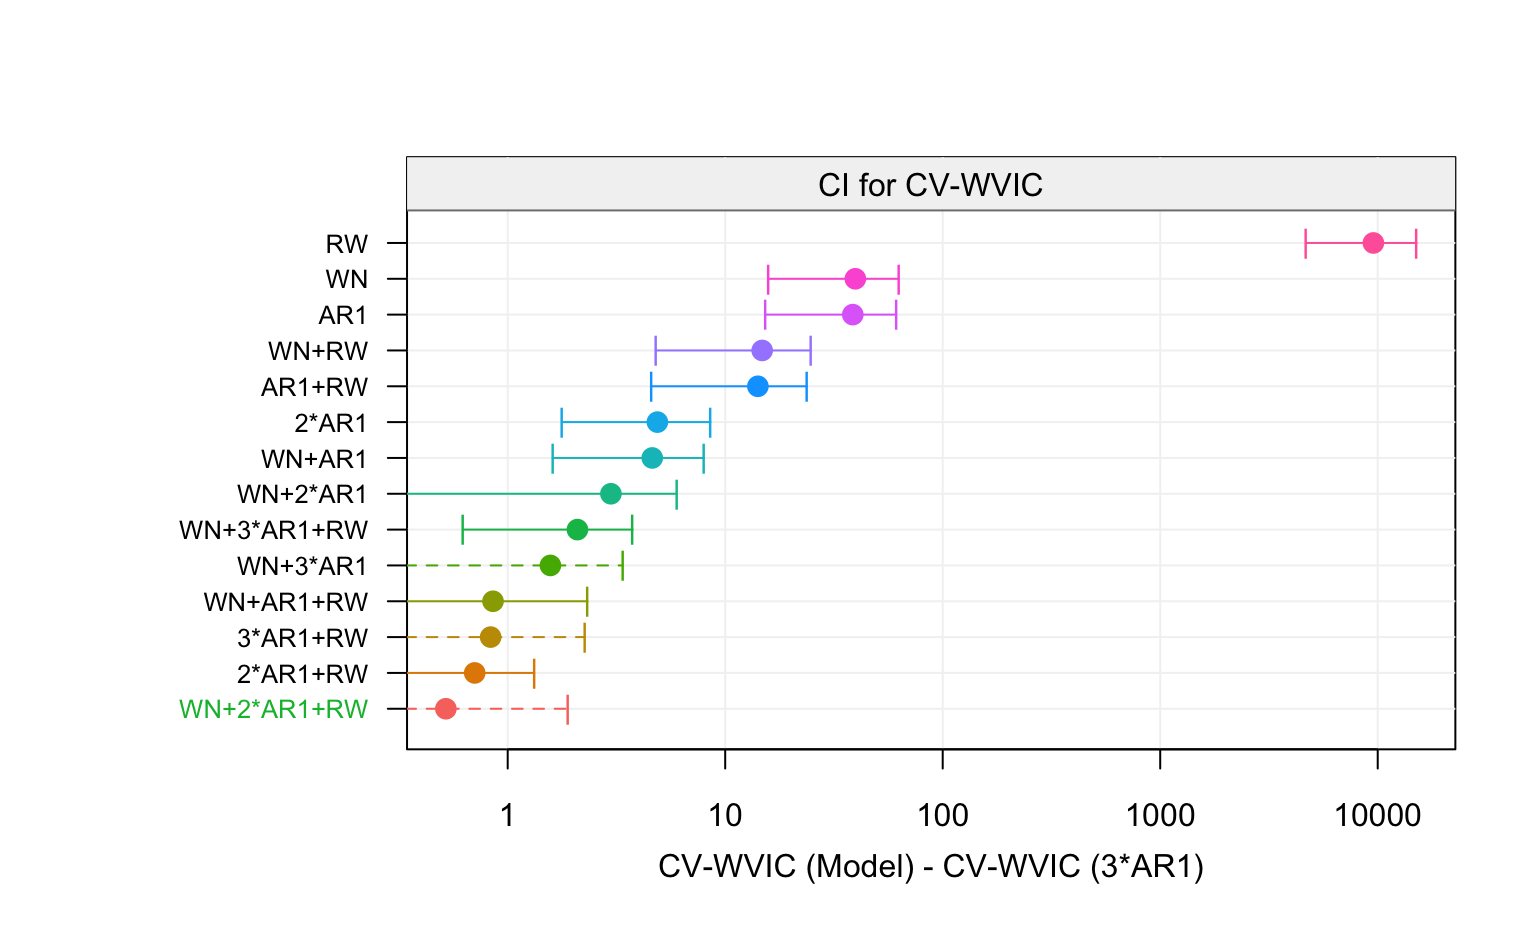 CI for CV-WVIC
RW
WN
AR1
WN+RW
AR1+RW
2*AR1
WN+AR1
WN+2*AR1
WN+3*AR1+RW
WN+3*AR1
WN+AR1+RW
3*AR1+RW
2*AR1+RW
WN+2*AR1+RW
1 10 100 1000 10000
CV-WVIC (Model) - CV-WVIC (3*AR1)